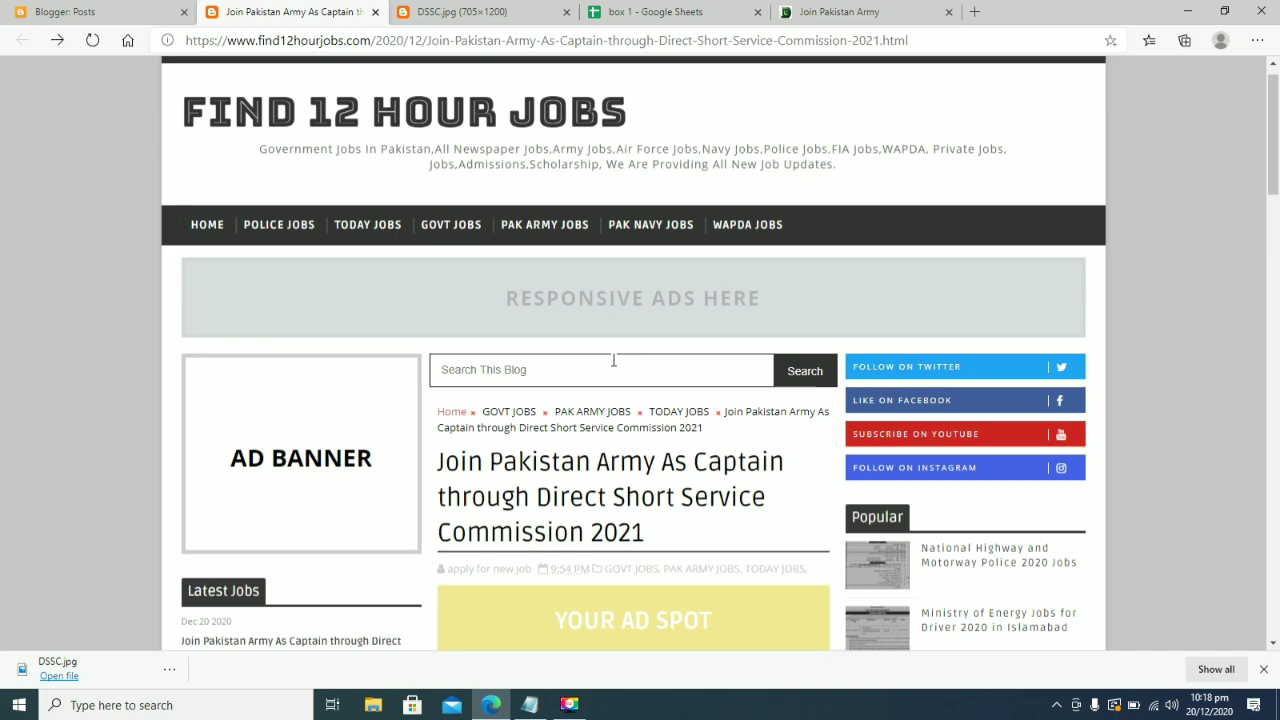 Blogger: Posts
Join Pakistan Army As Captain th
DSSC.jpg (705×1200)
box 1 - Google Sheets
Join Pakistan Army
https://www.find12hourjobs.com/2020/12/Join-Pakistan-Army-As-Captain-through-Direct-Short-Service-Commission-2021.html
FIND 12 HOUR JOBS
Government Jobs In Pakistan,All Newspaper Jobs,Army Jobs,Air Force Jobs,Navy Jobs,Police Jobs,FIA Jobs,WAPDA, Private Jobs,
Jobs,Admissions,Scholarship, We Are Providing All New Job Updates.
HOME
POLICE JOBS
TODAY JOBS
GOVT JOBS
PAK ARMY JOBS
PAK NAVY JOBS
WAPDA JOBS
RESPONSIVE ADS HERE
AD BANNER
Latest Jobs
Dec 20 2020
Join Pakistan Army As Captain through Direct
Search This Blog
Search
Home × GOVT JOBS × PAK ARMY JOBS × TODAY JOBS × Join Pakistan Army As
Captain through Direct Short Service Commission 2021
Join Pakistan Army As Captain
through Direct Short Service
Commission 2021
apply for new job 9:54 PM GOVT JOBS, PAK ARMY JOBS, TODAY JOBS,
YOUR AD SPOT
FOLLOW ON TWITTER
LIKE ON FACEBOOK
SUBSCRIBE ON YOUTUBE
FOLLOW ON INSTAGRAM
Popular
National Highway and
Motorway Police 2020 Jobs
Ministry of Energy Jobs for
Driver 2020 in Islamabad
DSSC.jpg
Open file
Show all
Type here to search
10:18 pm
20/12/2020